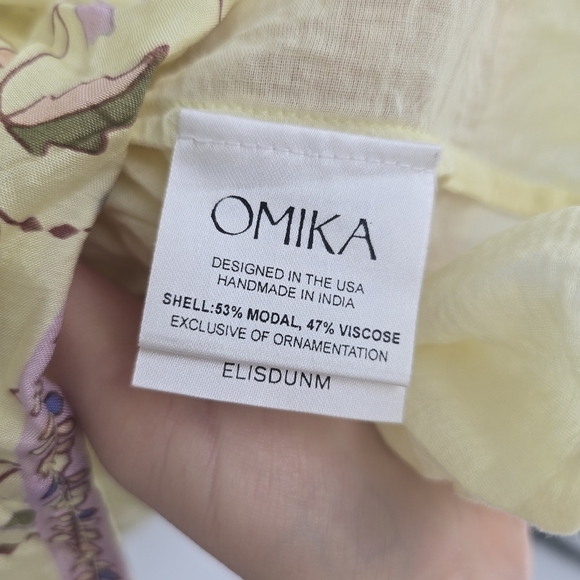 OMIKA
DESIGNED IN THE USA
HANDMADE IN INDIA
SHELL:53% MODAL, 47% VISCOSE
EXCLUSIVE OF ORNAMENTATION
ELISDUNM